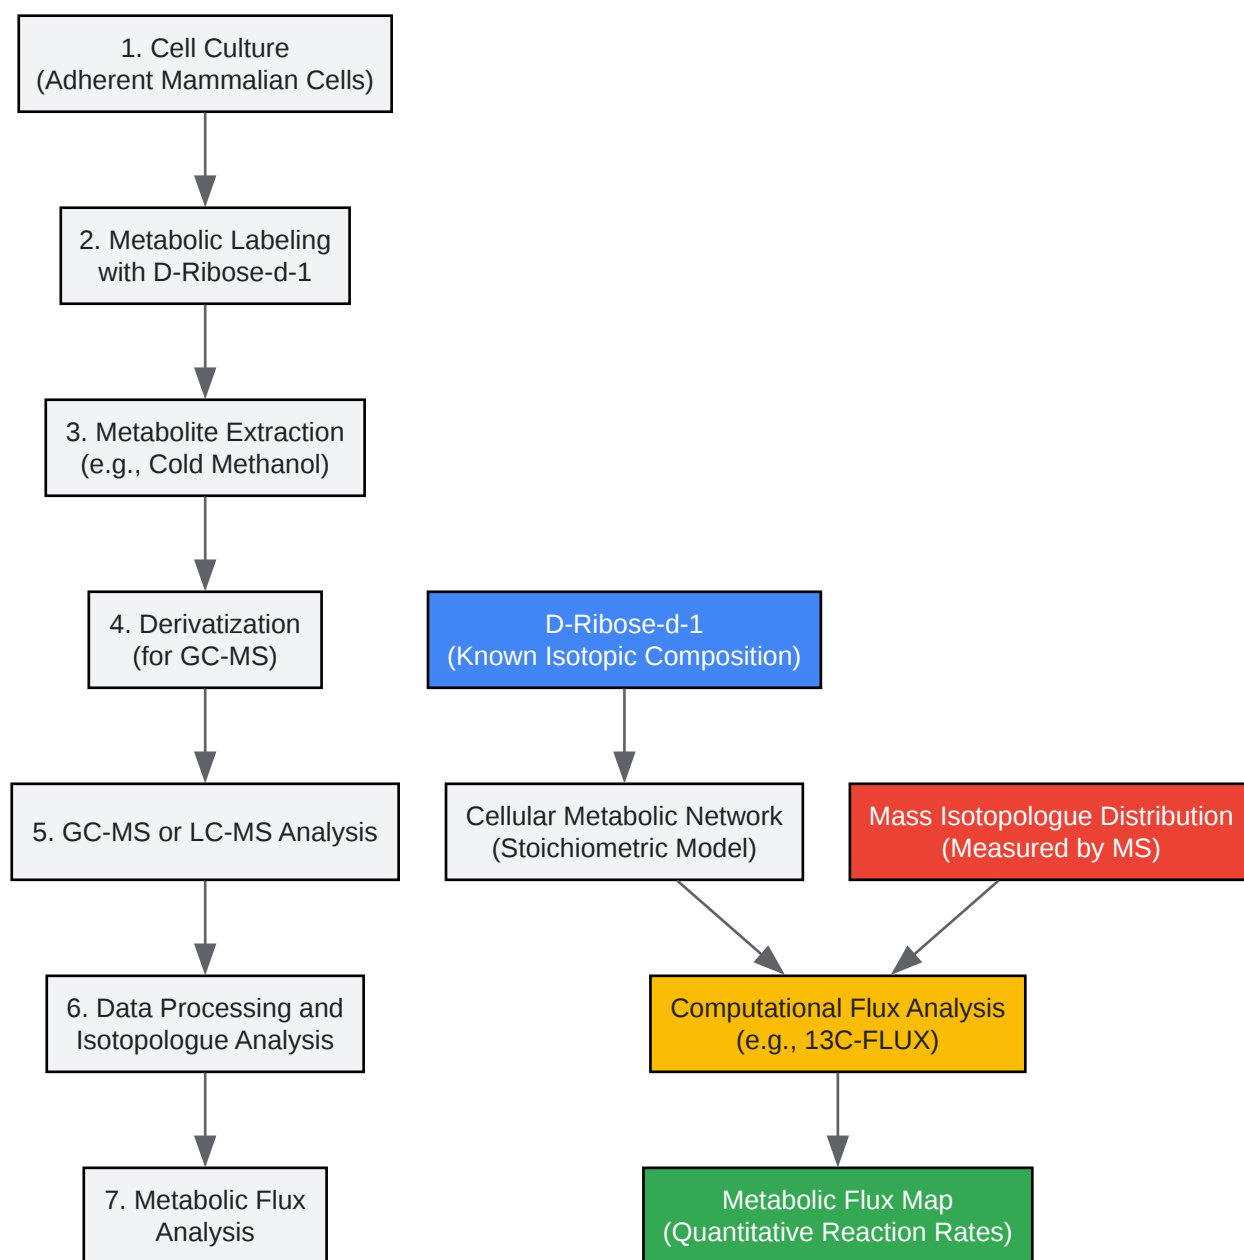 1. Cell Culture
(Adherent Mammalian Cells)
2. Metabolic Labeling
with D-Ribose-d-1
3. Metabolite Extraction
(e.g., Cold Methanol)
4. Derivatization
(for GC-MS)
5. GC-MS or LC-MS Analysis
6. Data Processing and
Isotopologue Analysis
7. Metabolic Flux
Analysis
D-Ribose-d-1
(Known Isotopic Composition)
Cellular Metabolic Network
(Stoichiometric Model)
Mass Isotopologue Distribution
(Measured by MS)
Computational Flux Analysis
(e.g., 13C-FLUX)
Metabolic Flux Map
(Quantitative Reaction Rates)